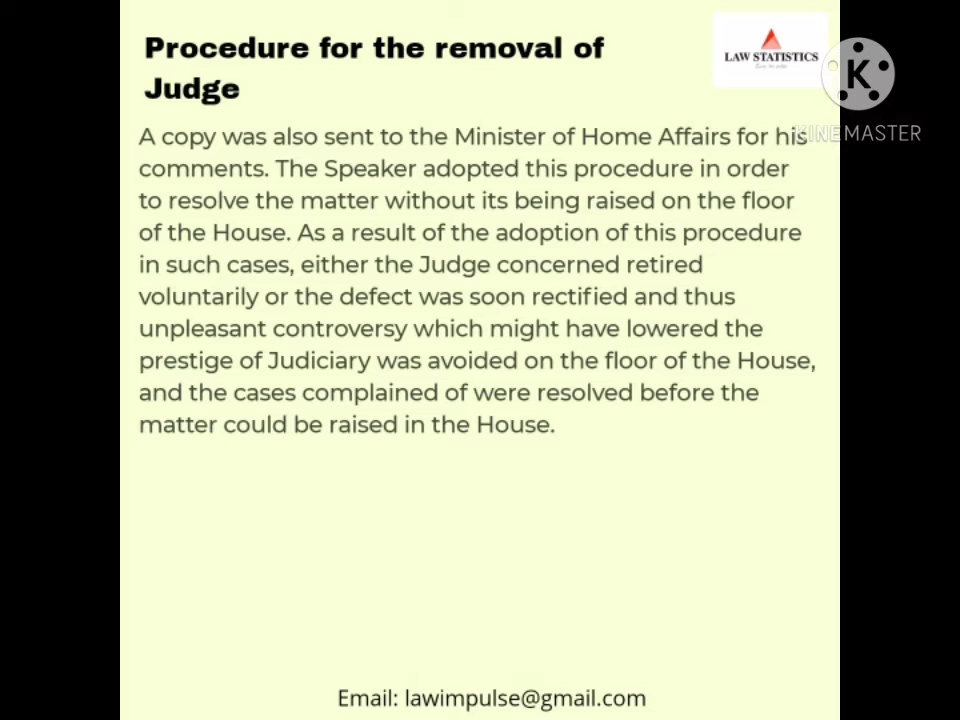 Procedure for the removal of
Judge
LAW STATISTICS
K
KINEMASTER
A copy was also sent to the Minister of Home Affairs for his
comments. The Speaker adopted this procedure in order
to resolve the matter without its being raised on the floor
of the House. As a result of the adoption of this procedure
in such cases, either the Judge concerned retired
voluntarily or the defect was soon rectified and thus
unpleasant controversy which might have lowered the
prestige of Judiciary was avoided on the floor of the House,
and the cases complained of were resolved before the
matter could be raised in the House.
Email: lawimpulse@gmail.com